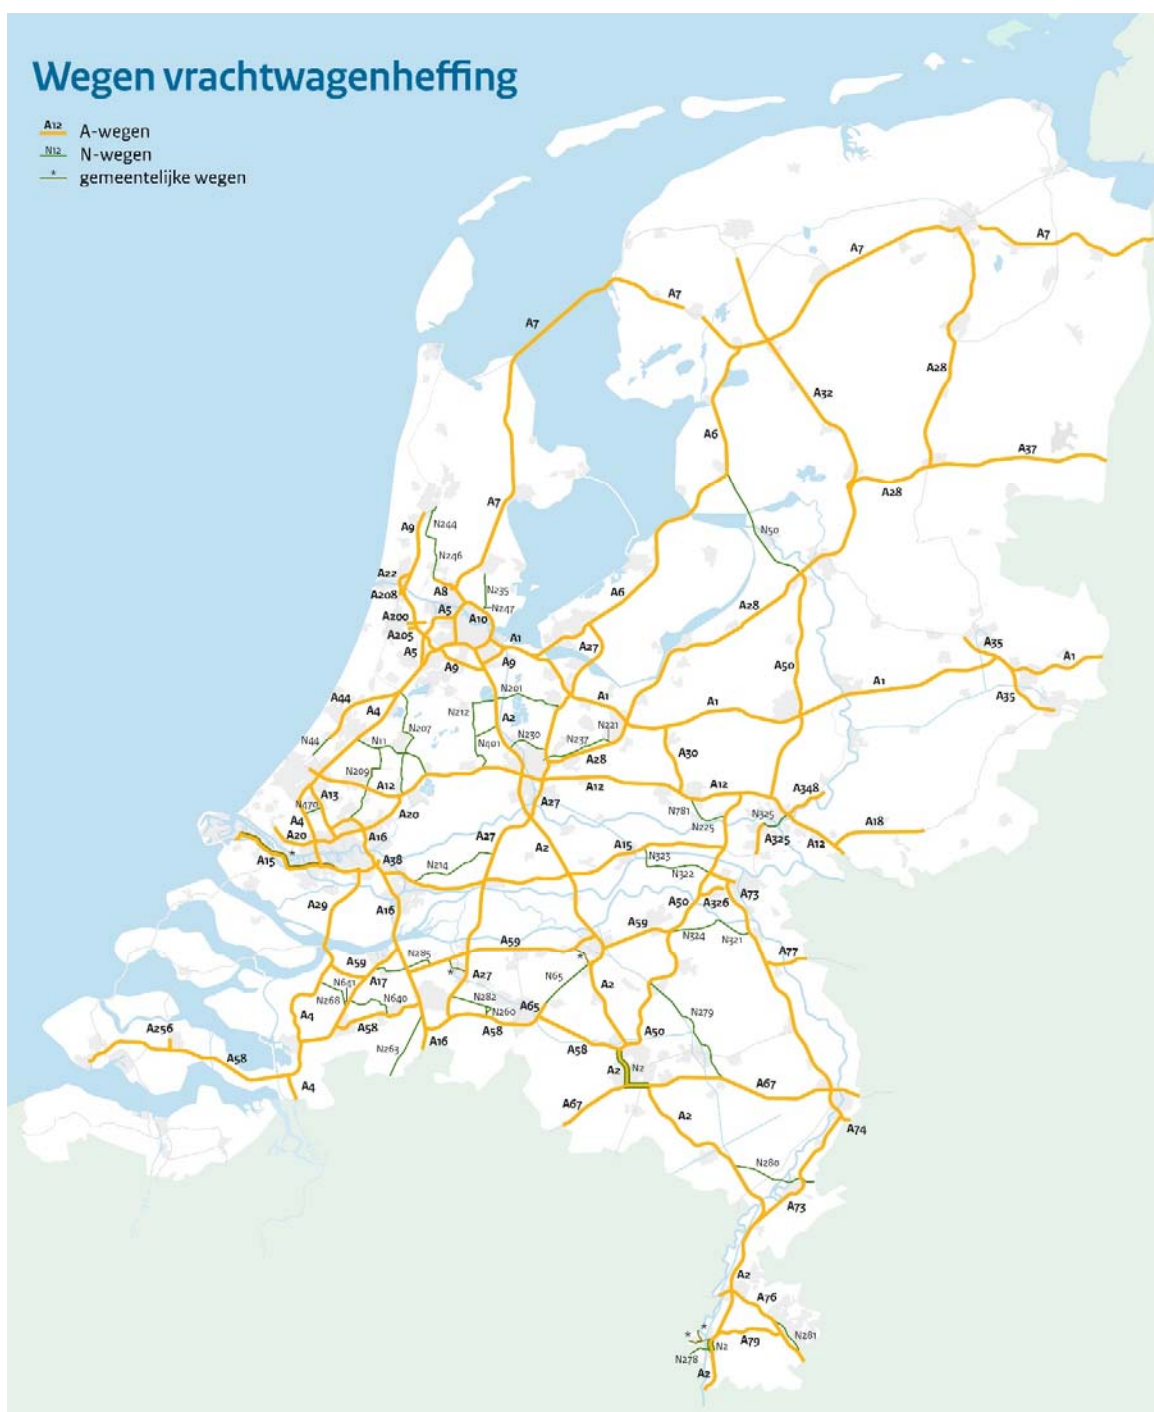 Wegen vrachtwagenheffing
A12 A-wegen
N12 N-wegen
* gemeentelijke wegen
A7
A7
A7
A7
A28
A32
A6
A37
A28
A7
A9
N244
N50
N246
A22
A8
N235
A6
A208
A5
N247
A28
A200
A10
A205
A1
A35
A5
A27
A1
A9
A9
A50
A1
N201
A44
A1
A1
A35
A4
N212
A2
N207
N221
N44
N11
N401
N230
N237
A28
A30
N209
A12
A12
A12
A348
A13
N470
A20
A27
N781
N325
A4
A18
A20
A16
A27
N225
A325
A12
*
A2
A15
A15
A38
N214
N323
N322
A73
A29
A16
A50
A326
A59
N324
N321
A59
A77
N285
*
A59
A17
*
A27
N65
N641
A2
N268
N640
N282
A65
A4
N260
N279
A256
A58
A58
A50
A16
A58
N263
A58
A2
N2
A4
A67
A67
A2
A74
N280
A73
A2
A76
*
*
N281
A79
N2
N278
A2